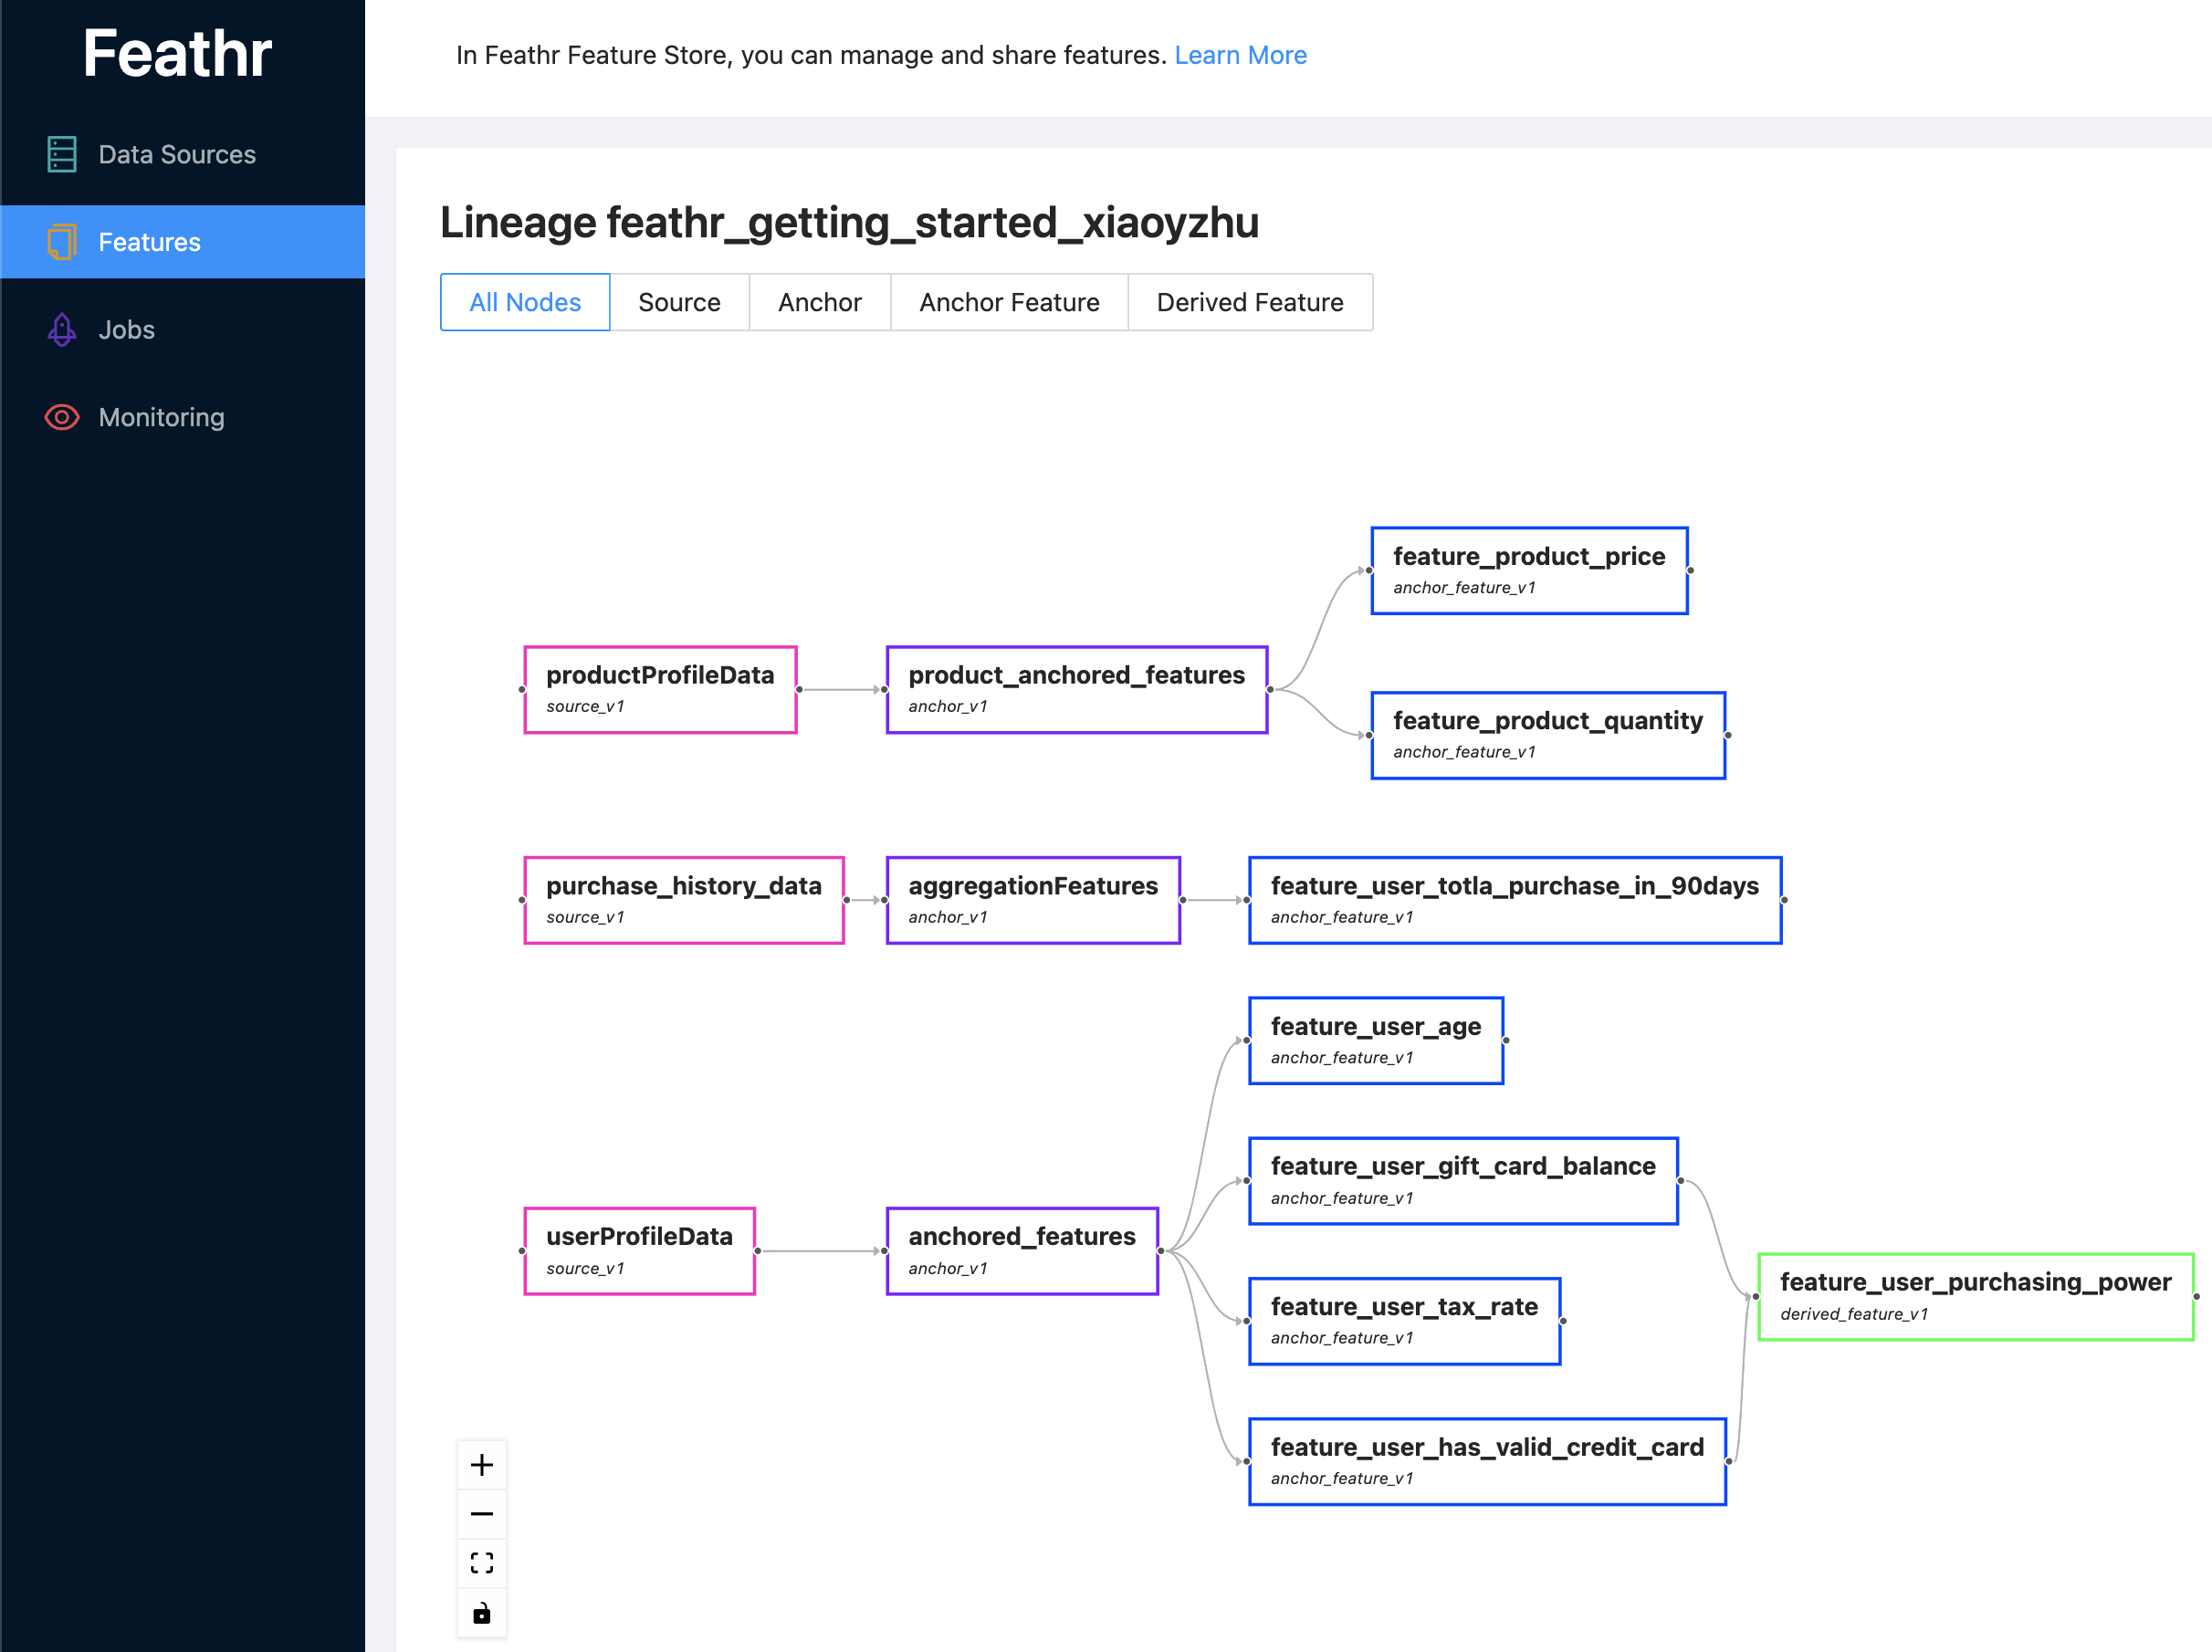 Feathr
Data Sources
Features
Jobs
Monitoring
In Feathr Feature Store, you can manage and share features. Learn More
Lineage feathr_getting_started_xiaoyzhu
All Nodes Source Anchor Anchor Feature Derived Feature
feature_product_price
anchor_feature_v1
productProfileData
source_v1
product_anchored_features
anchor_v1
feature_product_quantity
anchor_feature_v1
purchase_history_data
source_v1
aggregationFeatures
anchor_v1
feature_user_totla_purchase_in_90days
anchor_feature_v1
feature_user_age
anchor_feature_v1
feature_user_gift_card_balance
anchor_feature_v1
userProfileData
source_v1
anchored_features
anchor_v1
feature_user_tax_rate
anchor_feature_v1
feature_user_purchasing_power
derived_feature_v1
feature_user_has_valid_credit_card
anchor_feature_v1